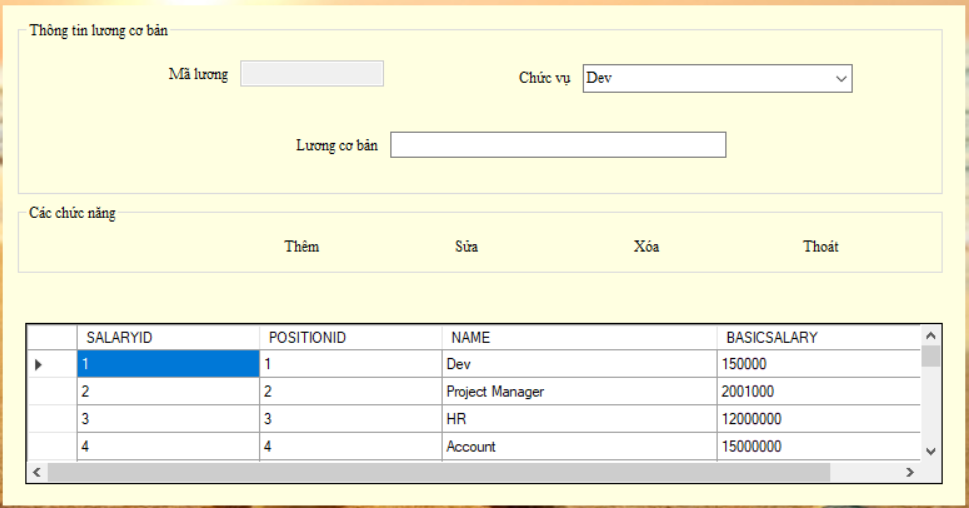 Thông tin lương cơ bản
Mã lương
Chức vụ Dev
Lương cơ bản
Các chức năng
Thêm Sửa Xóa Thoát
SALARYID POSITIONID NAME BASICSALARY
1 1 Dev 150000
2 2 Project Manager 2001000
3 3 HR 12000000
4 4 Account 15000000